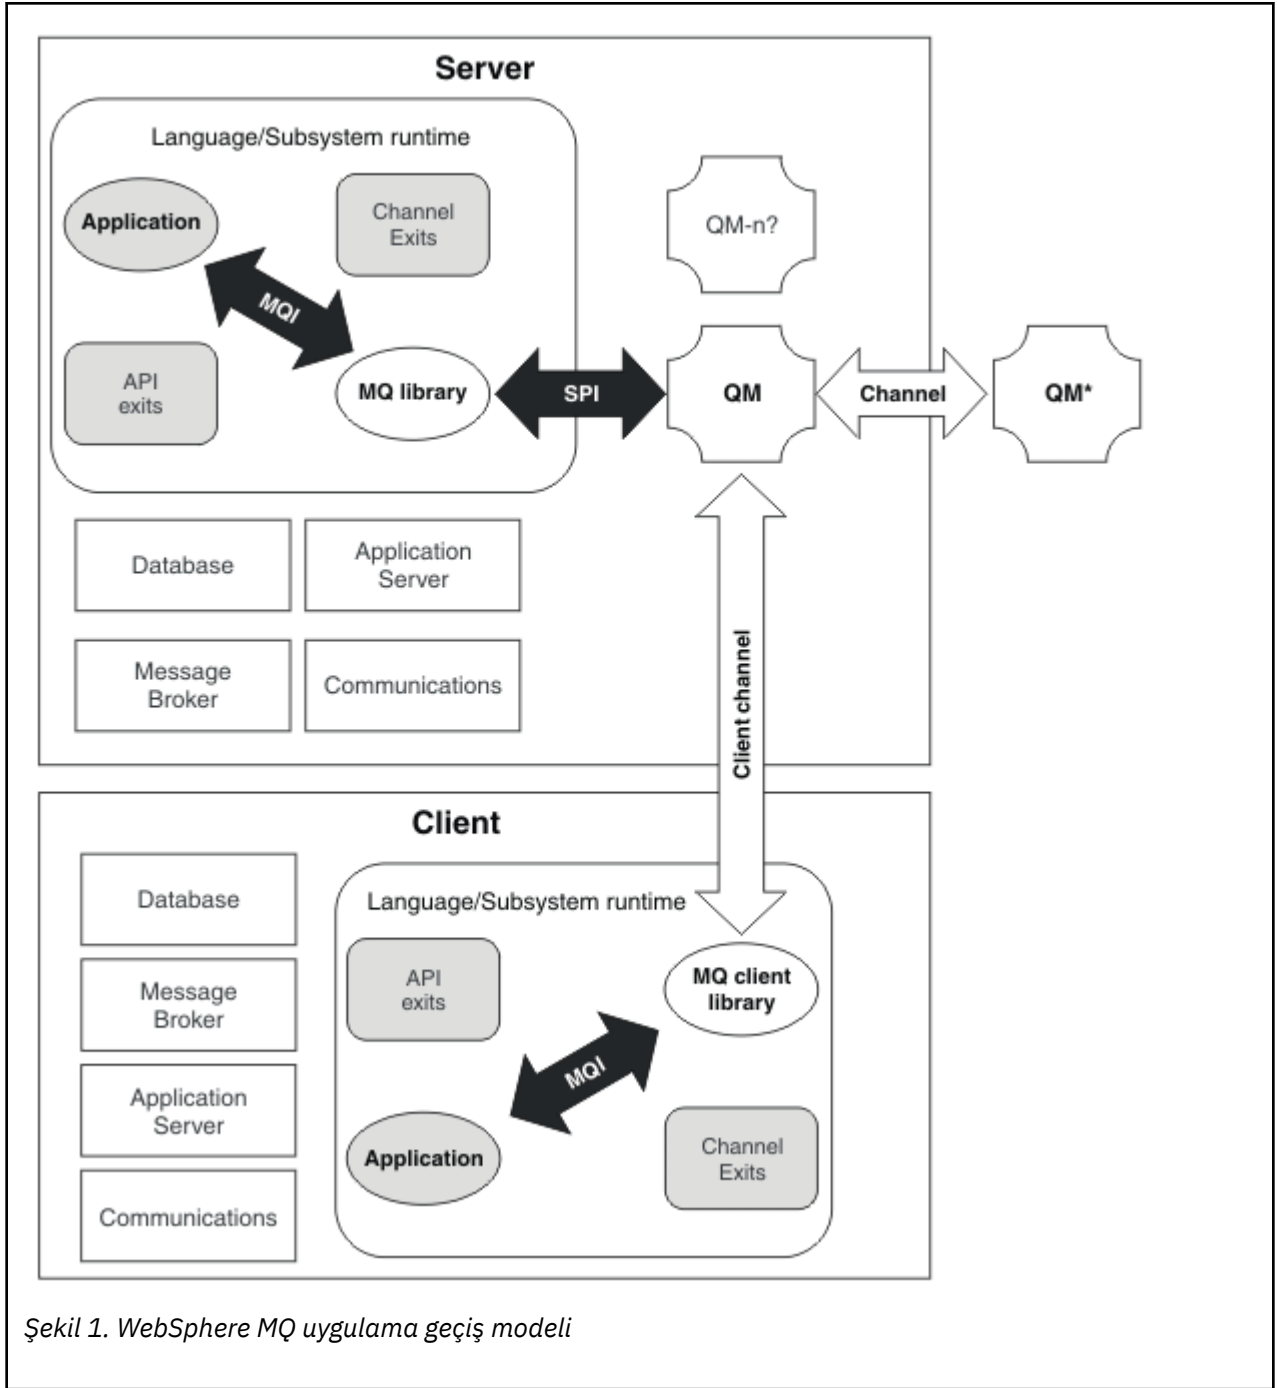 Server
Language/Subsystem runtime
Application
Channel
Exits
MQI
API
exits
MQ library
SPI
QM-n?
QM
Channel
QM*
Database
Application
Server
Message
Broker
Communications
Client channel
Client
Database
Message
Broker
Application
Server
Communications
Language/Subsystem runtime
API
exits
MQ client
library
MQI
Application
Channel
Exits
Şekil 1. WebSphere MQ uygulama geçiş modeli